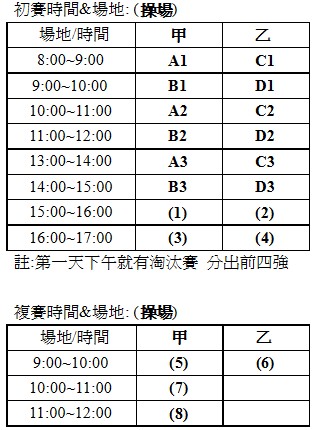 初賽時間&場地:(操場)
場地/時間 甲 乙
8:00~9:00 A1 C1
9:00~10:00 B1 D1
10:00~11:00 A2 C2
11:00~12:00 B2 D2
13:00~14:00 A3 C3
14:00~15:00 B3 D3
15:00~16:00 (1) (2)
16:00~17:00 (3) (4)
註:第一天下午就有淘汰賽 分出前四強
複賽時間&場地:(操場)
場地/時間 甲 乙
9:00~10:00 (5) (6)
10:00~11:00 (7)
11:00~12:00 (8)